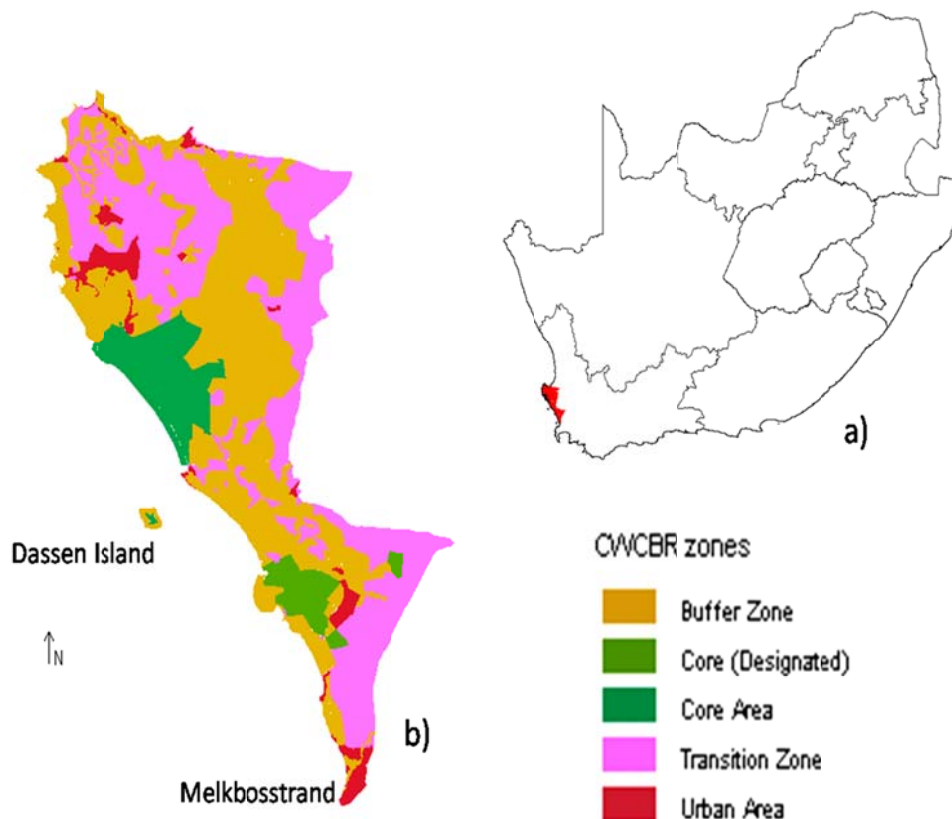 a)
Dassen Island
N
b)
Melkbosstrand
CWCBR zones
Buffer Zone
Core (Designated)
Core Area
Transition Zone
Urban Area